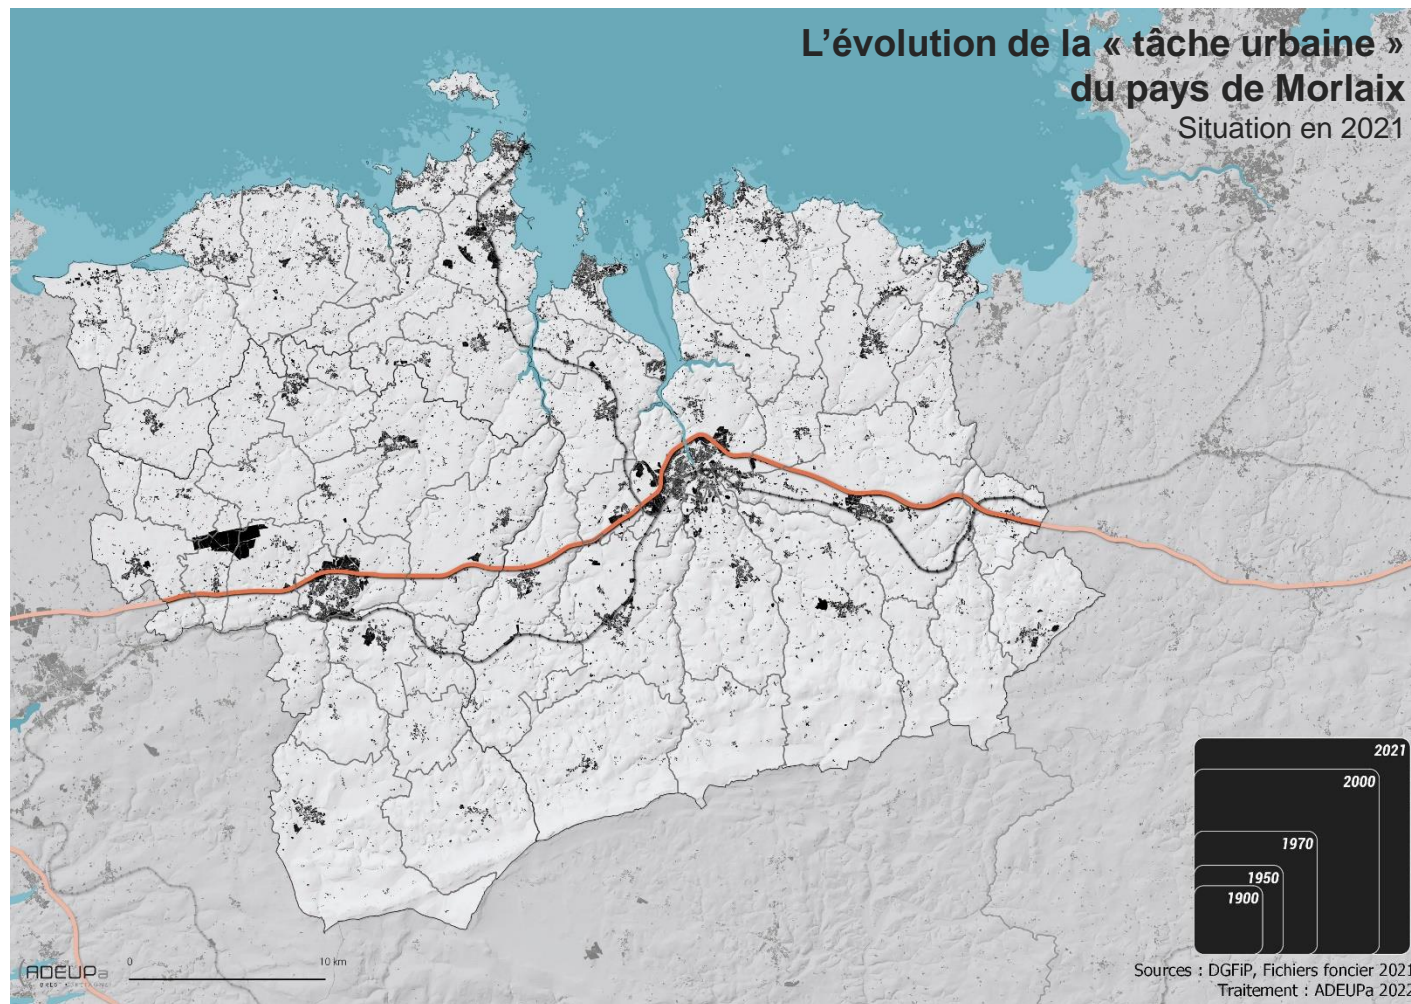 L'évolution de la « tâche urbaine »
du pays de Morlaix
Situation en 2021
2021
2000
1970
1950
1900
0 10 km
ADEUPa
Sources : DGFiP, Fichiers foncier 2021
Traitement : ADEUPa 2022